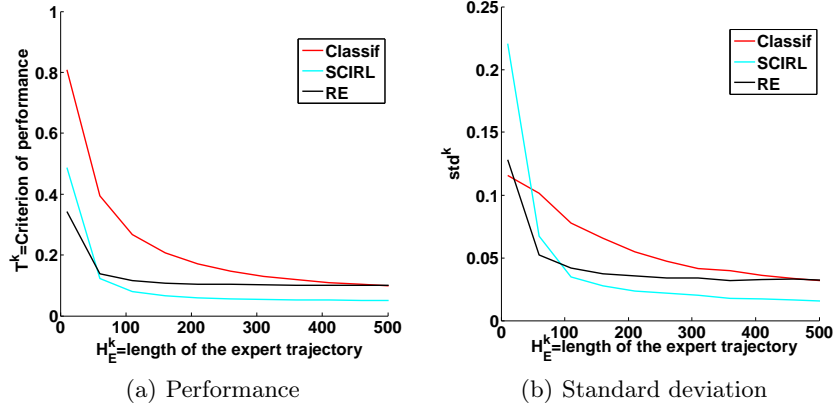 1
0.8
0.6
0.4
0.2
0
0 100 200 300 400 500
T^k=Criterion of performance
H_E^k=length of the expert trajectory
Classif
SCIRL
RE
(a) Performance
0.25
0.2
0.15
0.1
0.05
0
0 100 200 300 400 500
std^k
H_E^k=length of the expert trajectory
Classif
SCIRL
RE
(b) Standard deviation